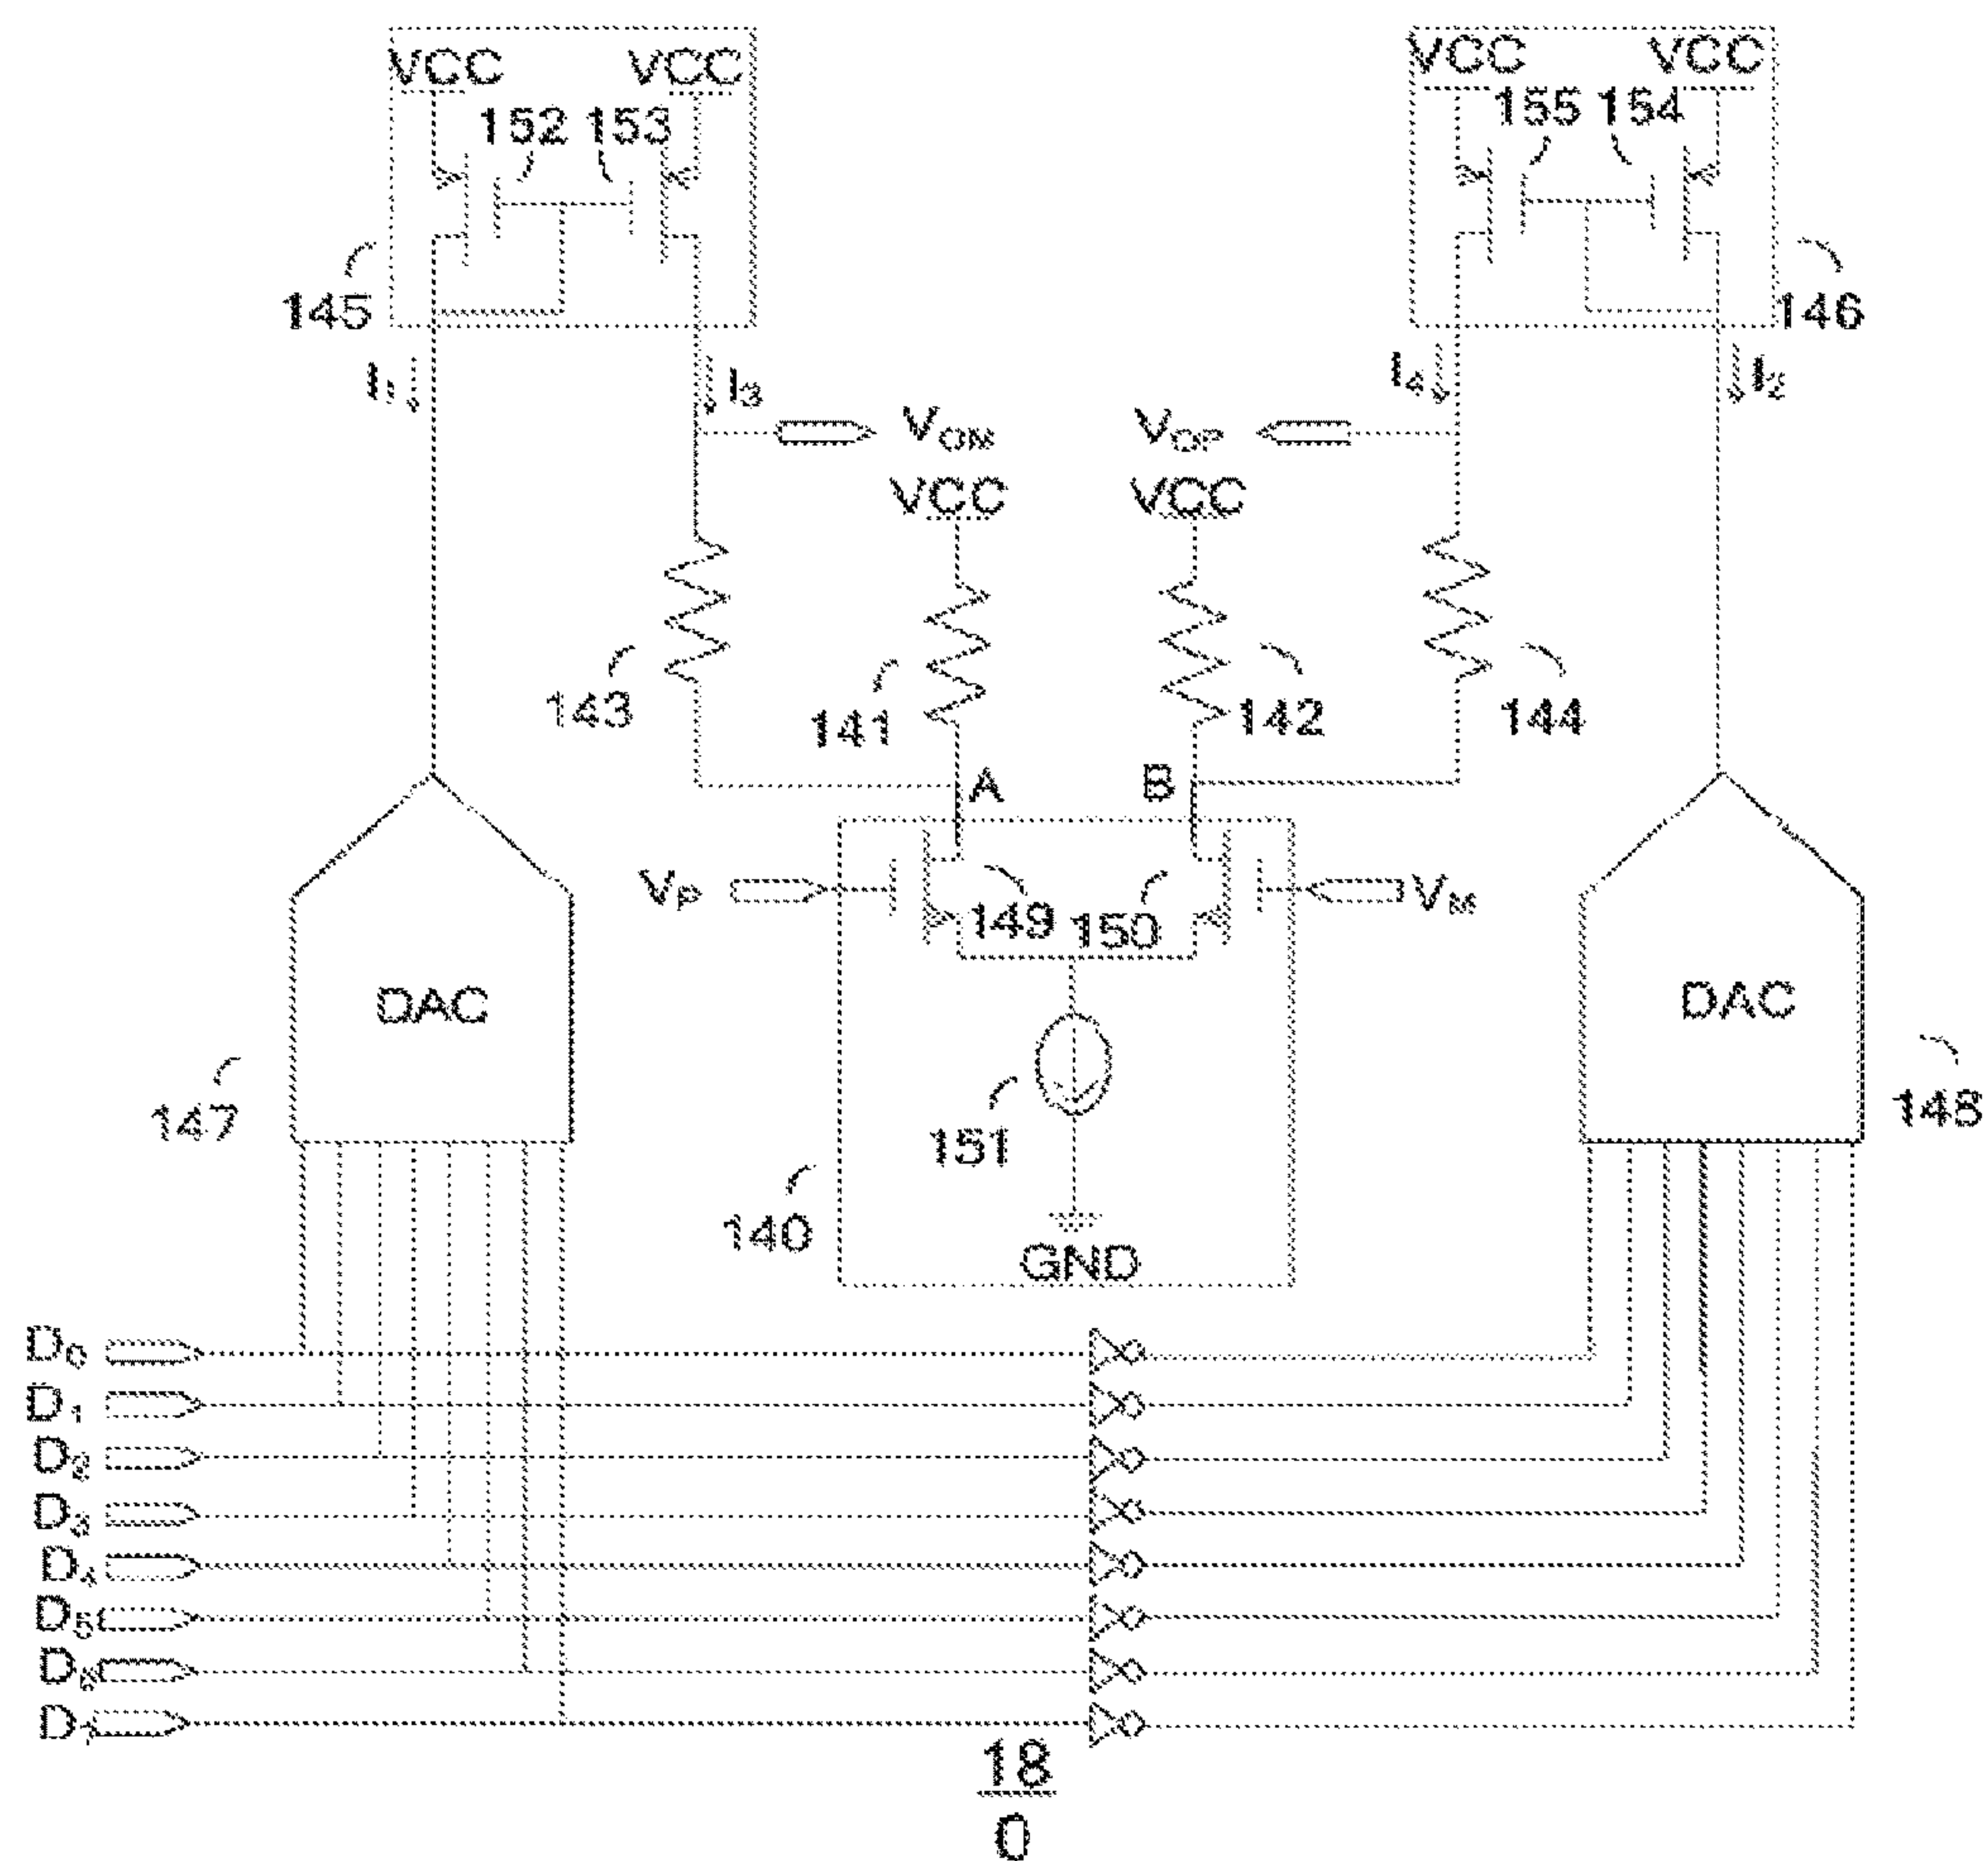 VCC VCC VCC VCC
152 153 155 154
145 146
I1 I3 I4 I2
VOM VOP
VCC VCC
143 141 142 144
A B
VP 149 150 VM
DAC DAC
147 151 148
140
GND
D0
D1
D2
D3
D4
D5
D6
D7
18
0